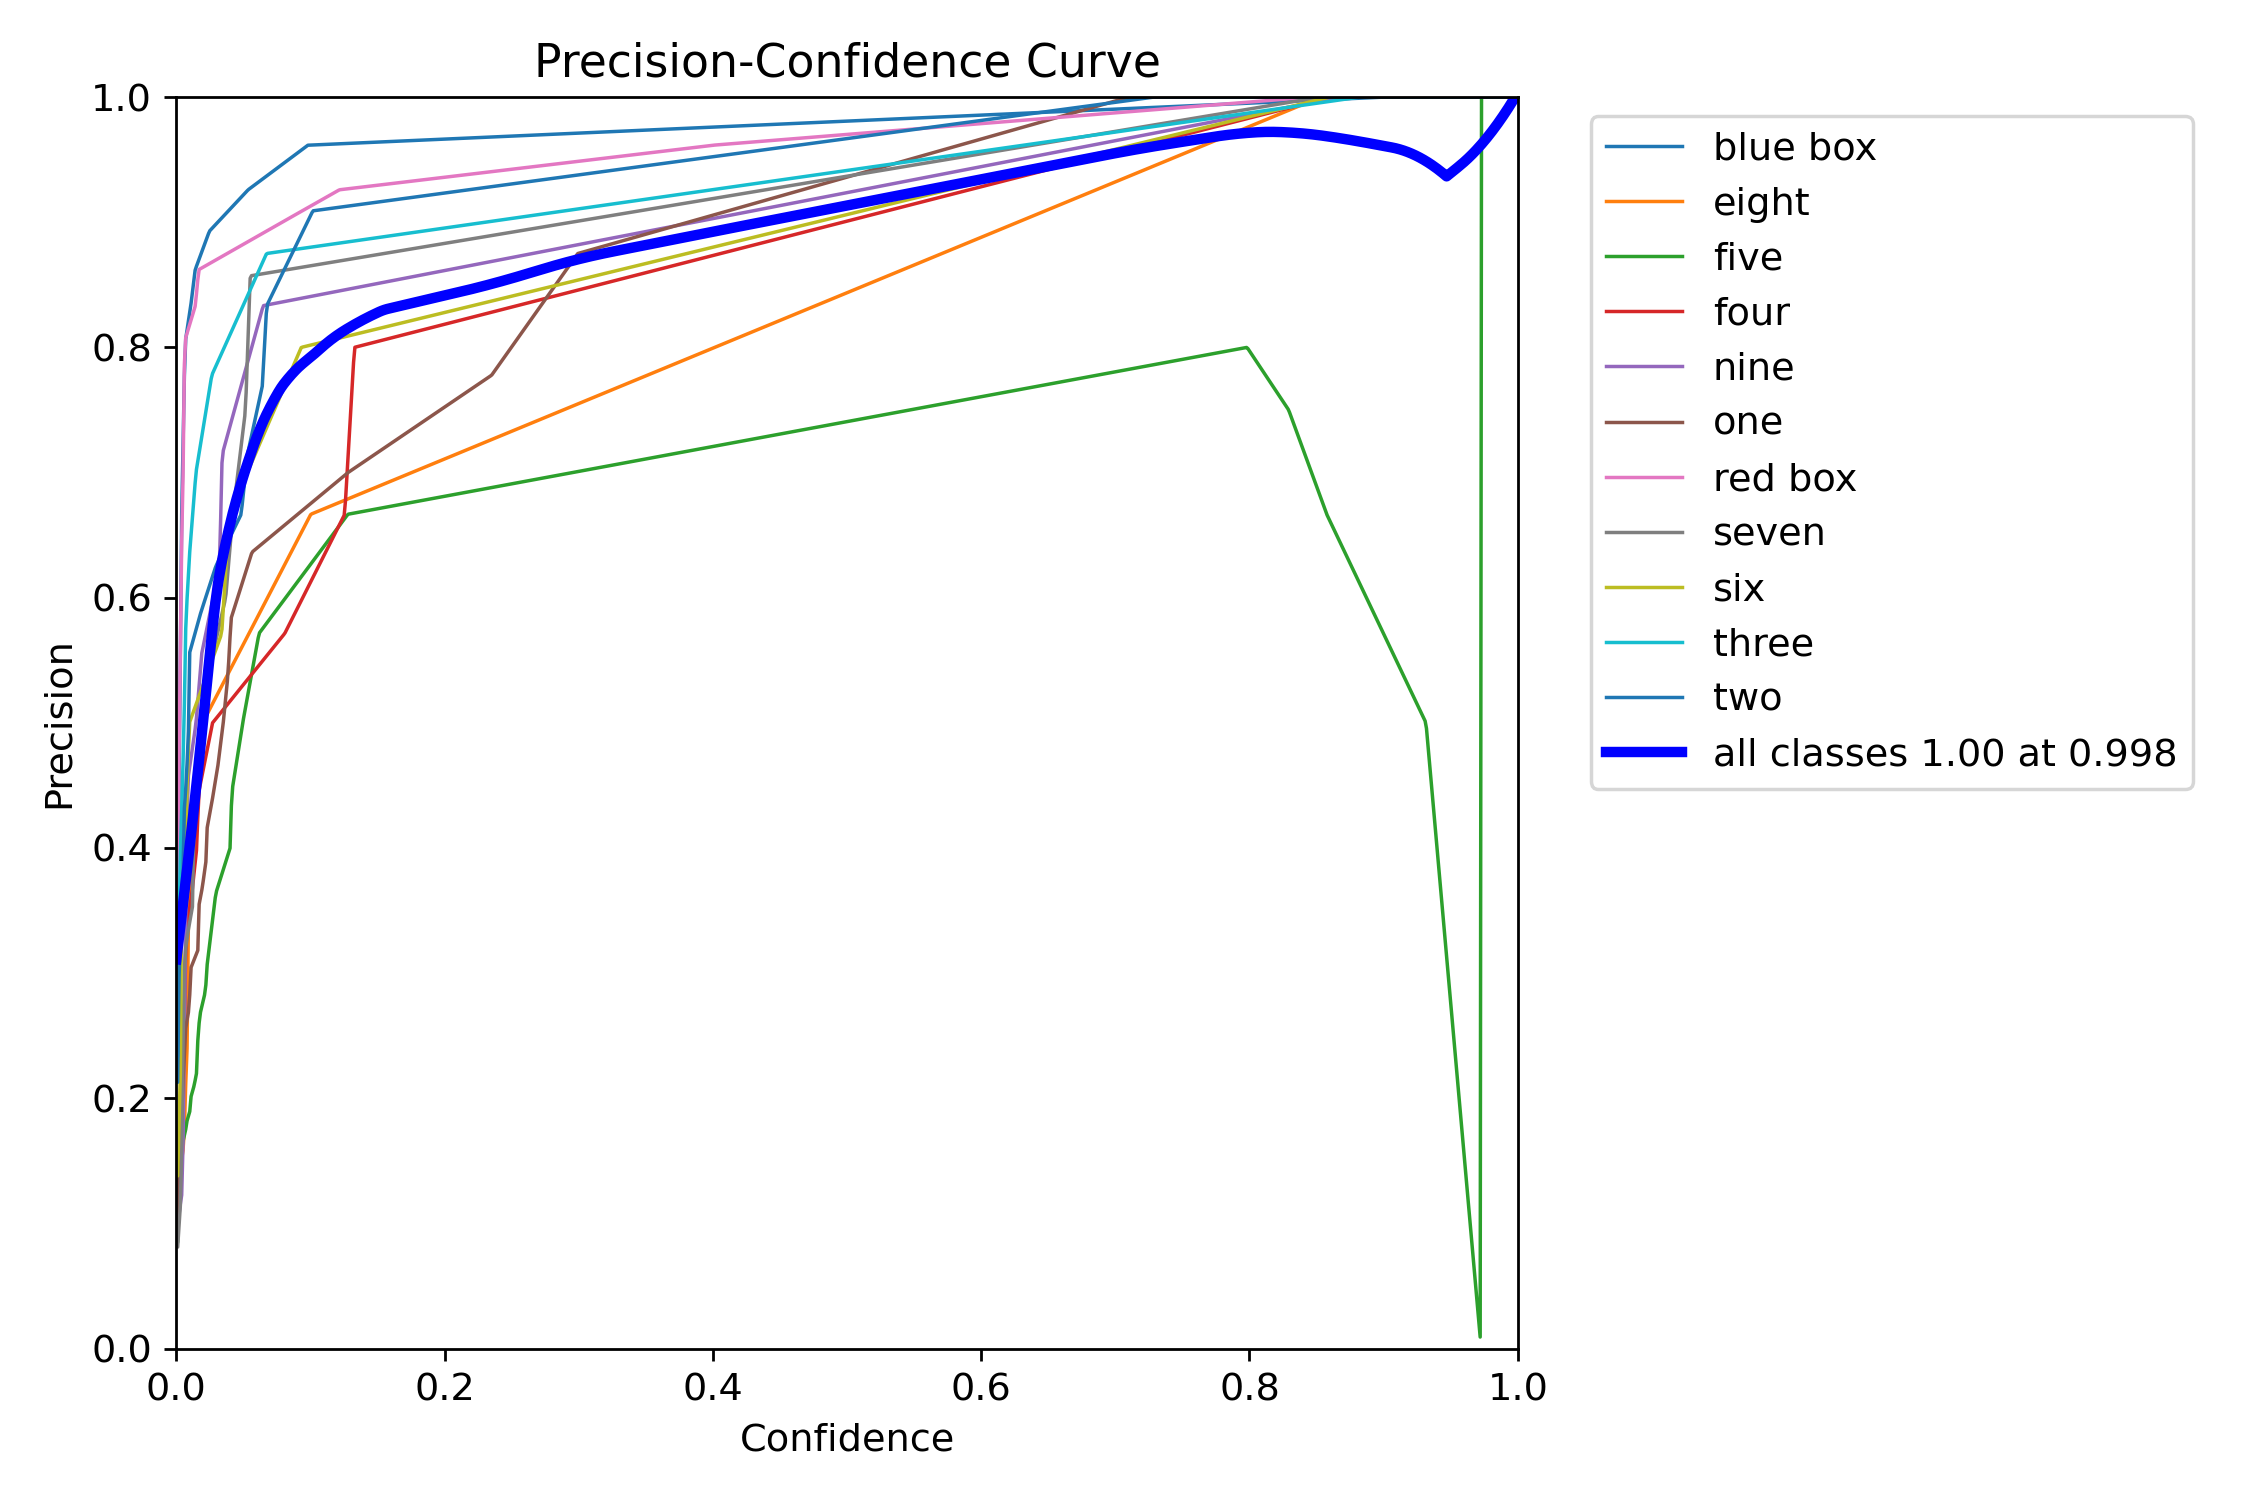 Precision-Confidence Curve
1.0
0.8
0.6
0.4
0.2
0.0
Precision
0.0 0.2 0.4 0.6 0.8 1.0
Confidence
blue box
eight
five
four
nine
one
red box
seven
six
three
two
all classes 1.00 at 0.998